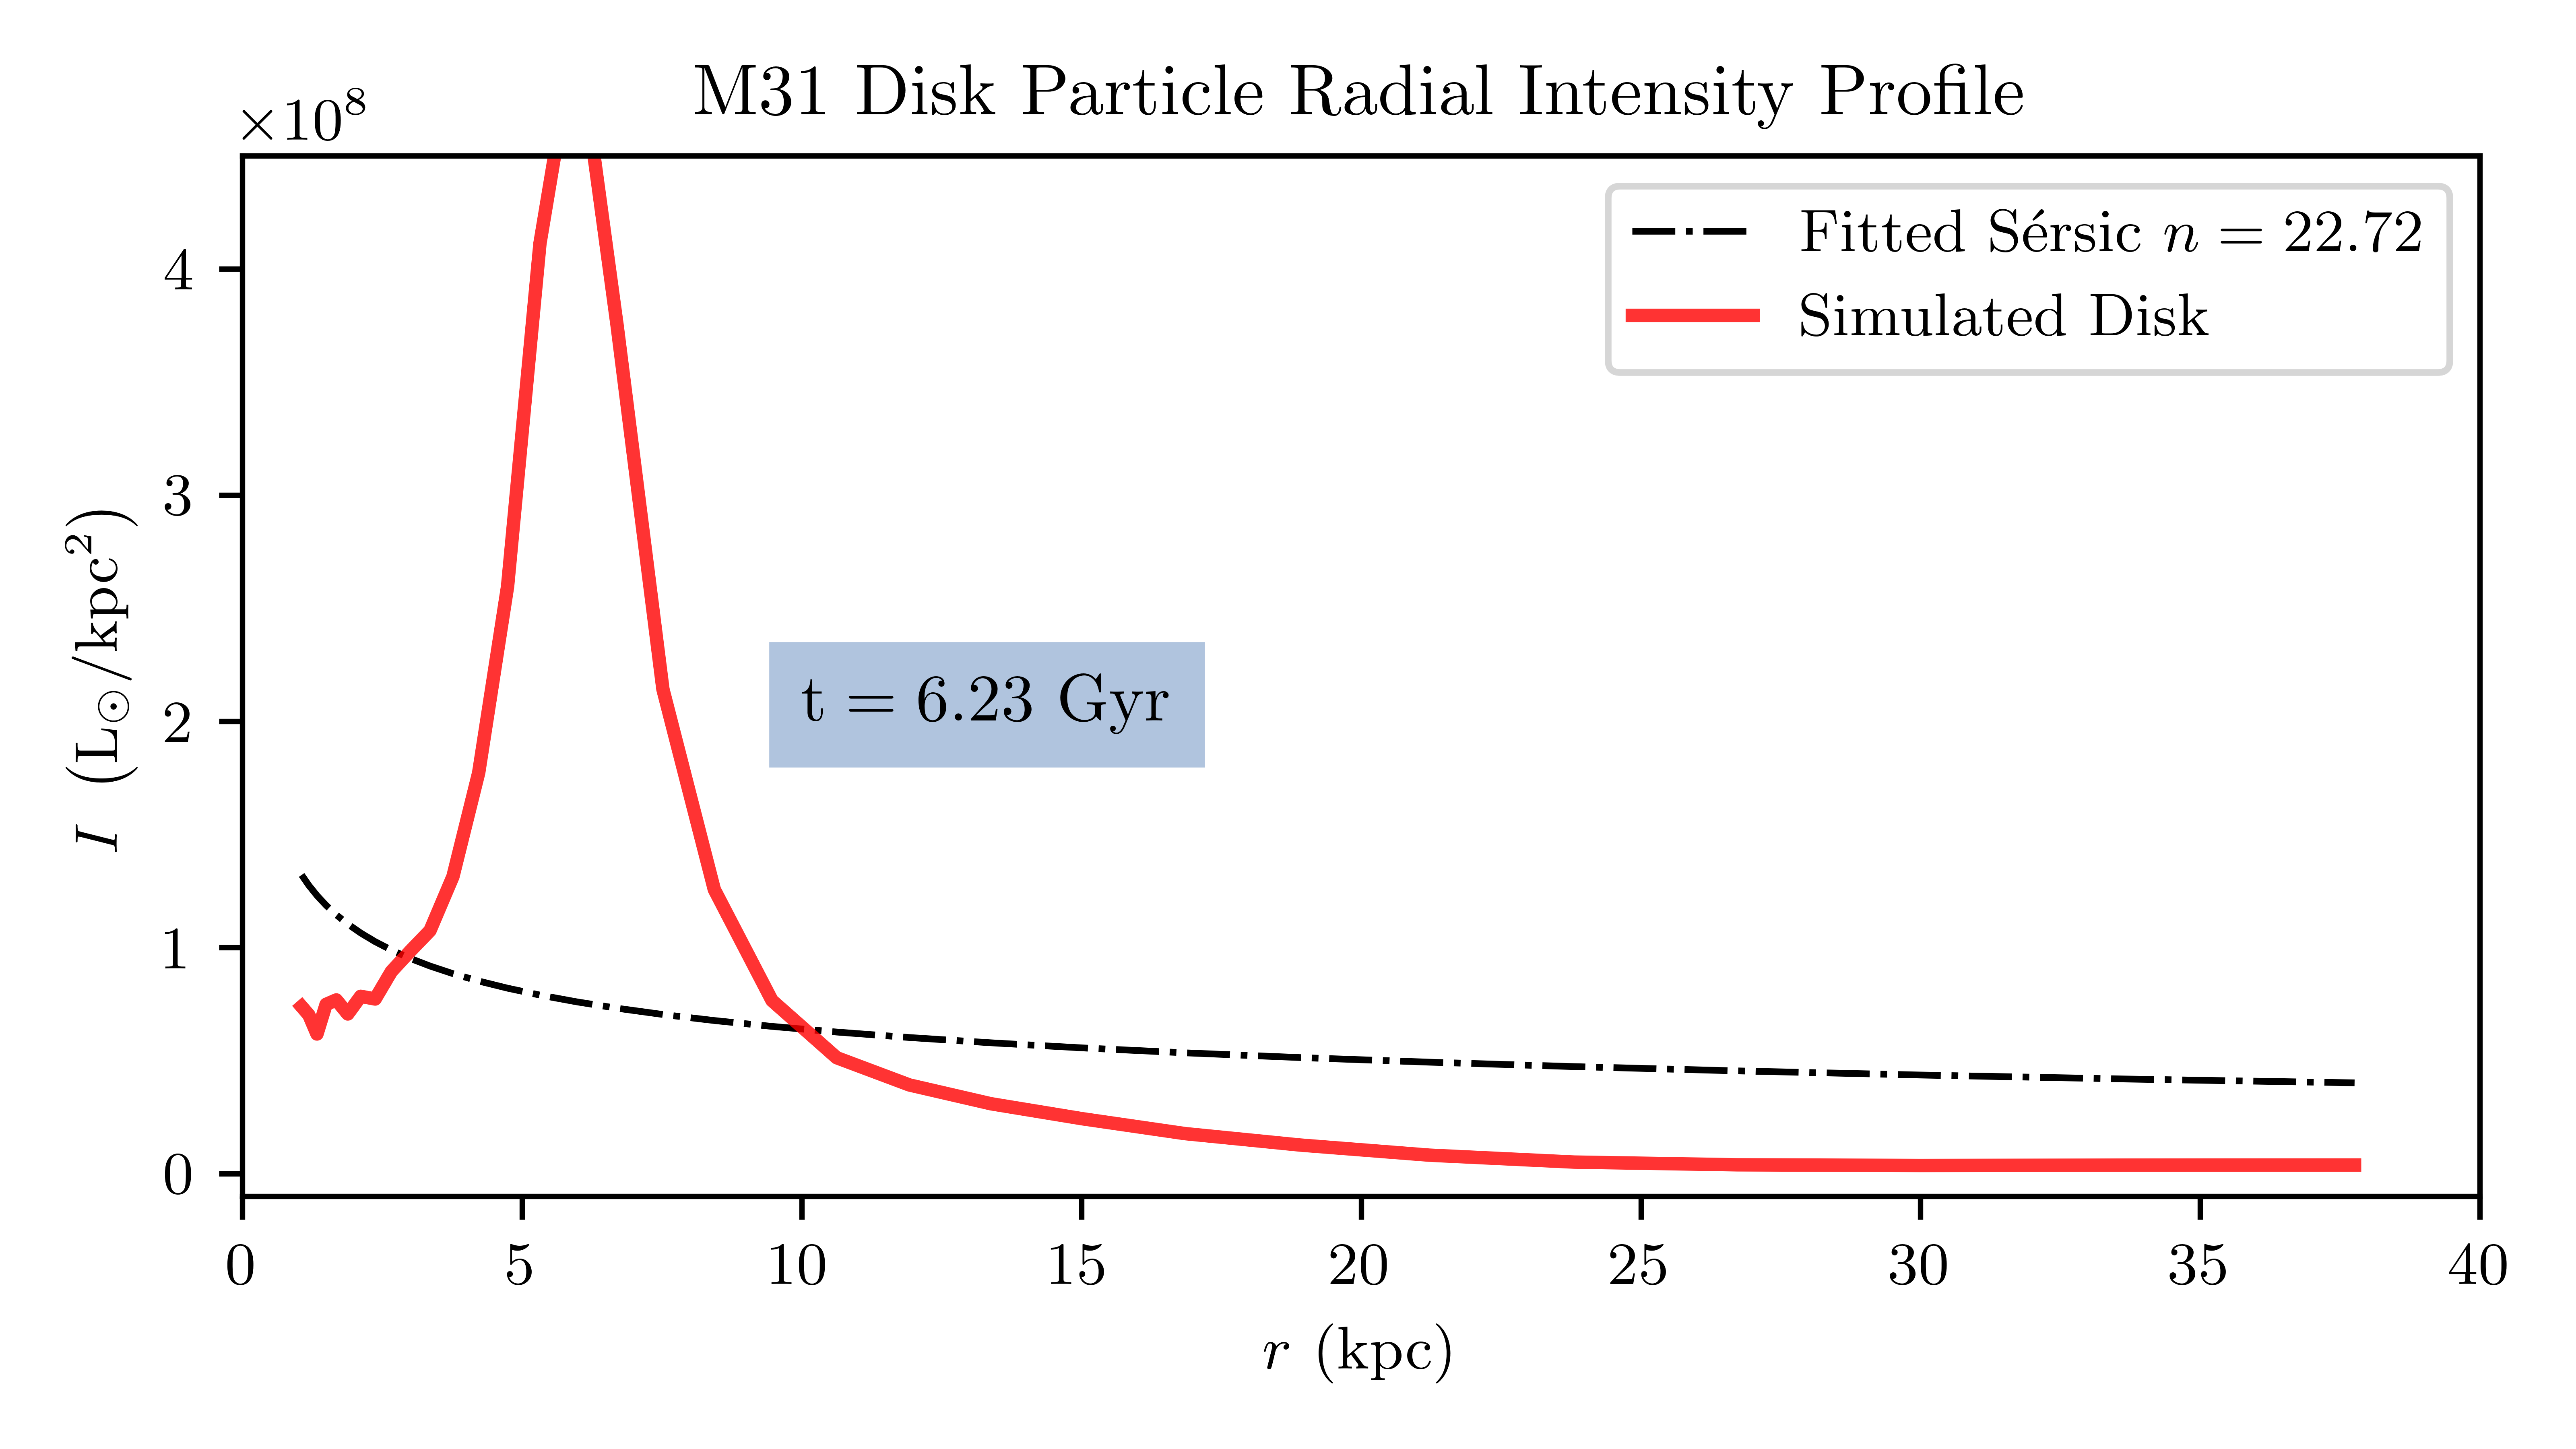 M31 Disk Particle Radial Intensity Profile
×10⁸
Fitted Sérsic n = 22.72
Simulated Disk
4
3
2
1
0
I (L⊙/kpc²)
t = 6.23 Gyr
0 5 10 15 20 25 30 35 40
r (kpc)